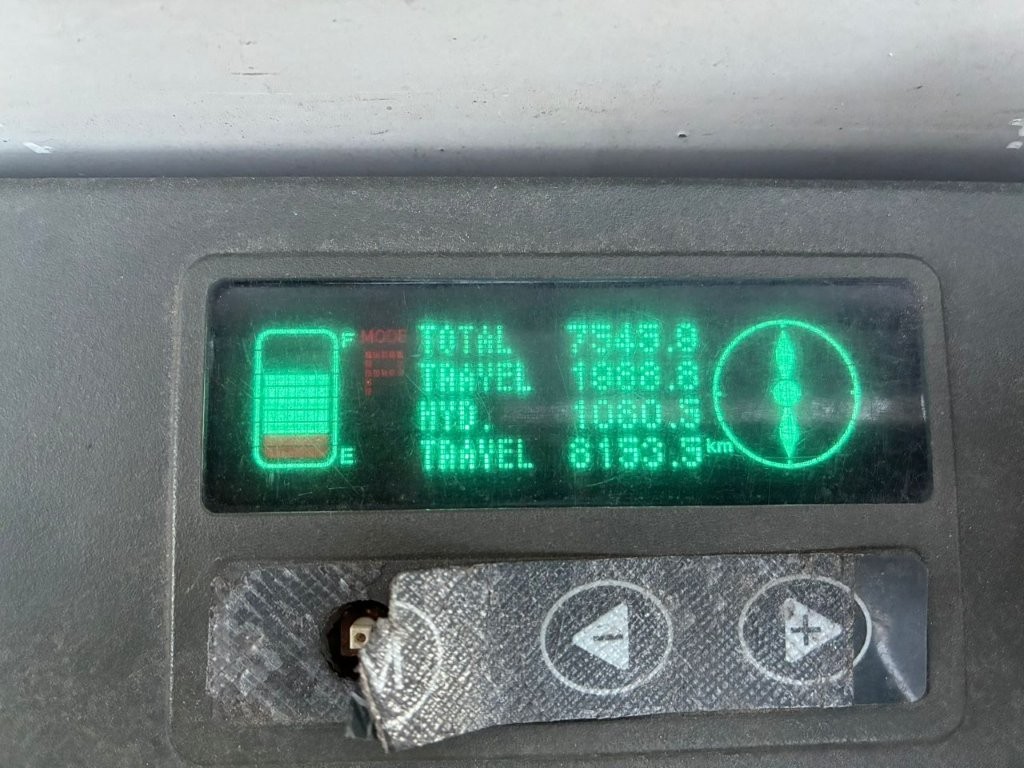 F
MODE
TOTAL 7545.8
TRAVEL 1888.8
HYD. 1080.5
TRAVEL 8153.5 km
E
- +